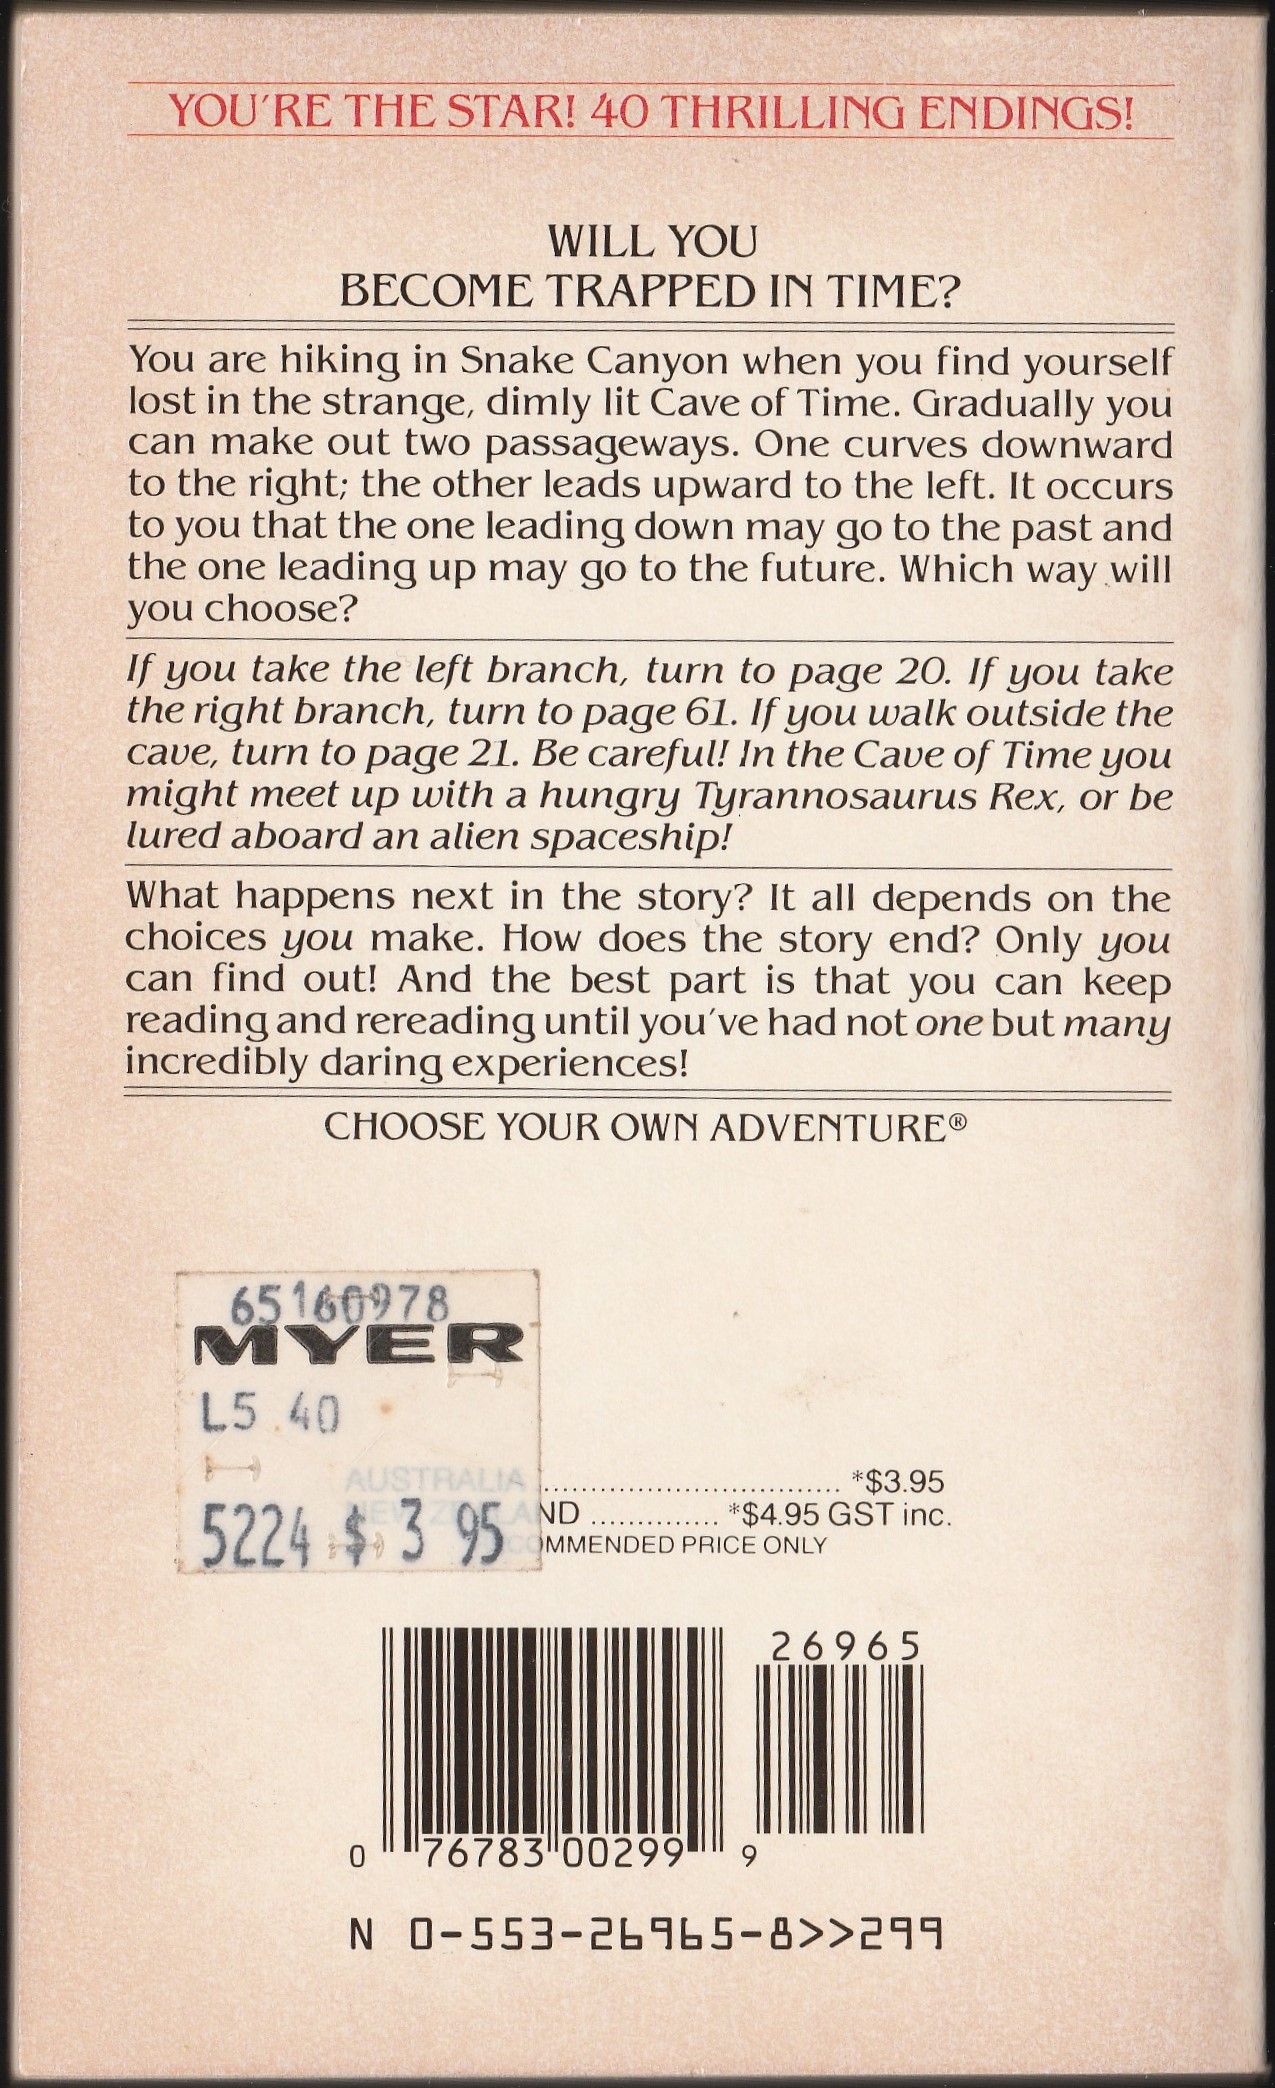 YOU'RE THE STAR! 40 THRILLING ENDINGS!
WILL YOU
BECOME TRAPPED IN TIME?
You are hiking in Snake Canyon when you find yourself
lost in the strange, dimly lit Cave of Time. Gradually you
can make out two passageways. One curves downward
to the right; the other leads upward to the left. It occurs
to you that the one leading down may go to the past and
the one leading up may go to the future. Which way will
you choose?
If you take the left branch, turn to page 20. If you take
the right branch, turn to page 61. If you walk outside the
cave, turn to page 21. Be careful! In the Cave of Time you
might meet up with a hungry Tyrannosaurus Rex, or be
lured aboard an alien spaceship!
What happens next in the story? It all depends on the
choices you make. How does the story end? Only you
can find out! And the best part is that you can keep
reading and rereading until you've had not one but many
incredibly daring experiences!
CHOOSE YOUR OWN ADVENTURE®
65160978
MYER
L5 40
5224 $ 3 95
AUSTRALIA ................................ *$3.95
NEW ZEALAND .............. *$4.95 GST inc.
COMMENDED PRICE ONLY
26965
0 76783 00299 9
N 0-553-26965-8>>299